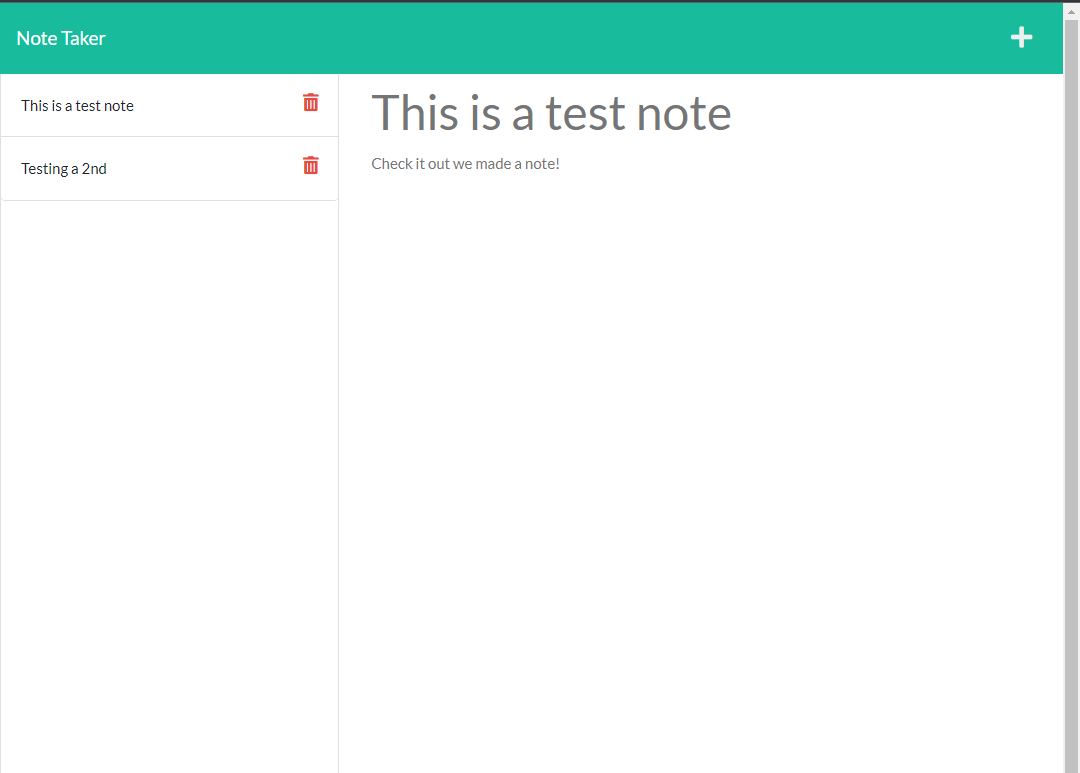 Note Taker
This is a test note
Testing a 2nd
This is a test note
Check it out we made a note!